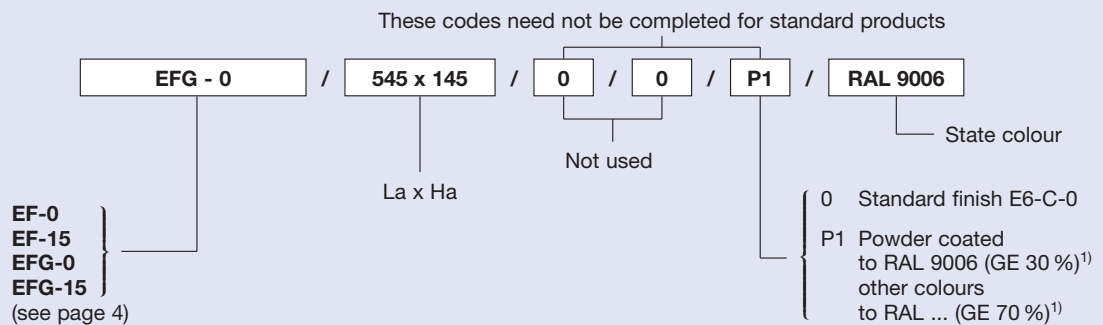 These codes need not be completed for standard products
EFG - 0 / 545 x 145 / 0 / 0 / P1 / RAL 9006
State colour
Not used
La x Ha
EF-0
EF-15
EFG-0
EFG-15
(see page 4)
0 Standard finish E6-C-0
P1 Powder coated
to RAL 9006 (GE 30 %)1)
other colours
to RAL ... (GE 70 %)1)